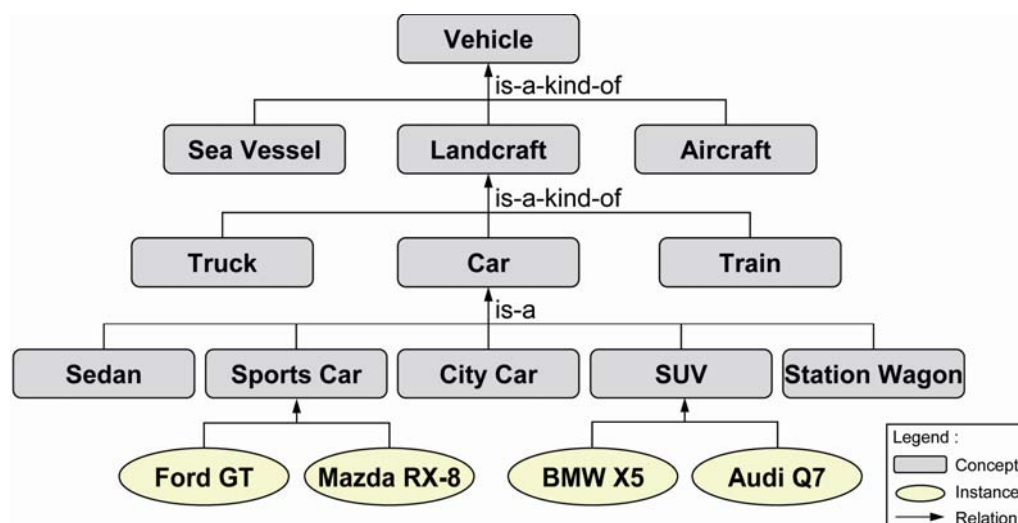 Vehicle
is-a-kind-of
Sea Vessel Landcraft Aircraft
is-a-kind-of
Truck Car Train
is-a
Sedan Sports Car City Car SUV Station Wagon
Ford GT Mazda RX-8 BMW X5 Audi Q7
Legend :
Concept
Instance
Relation